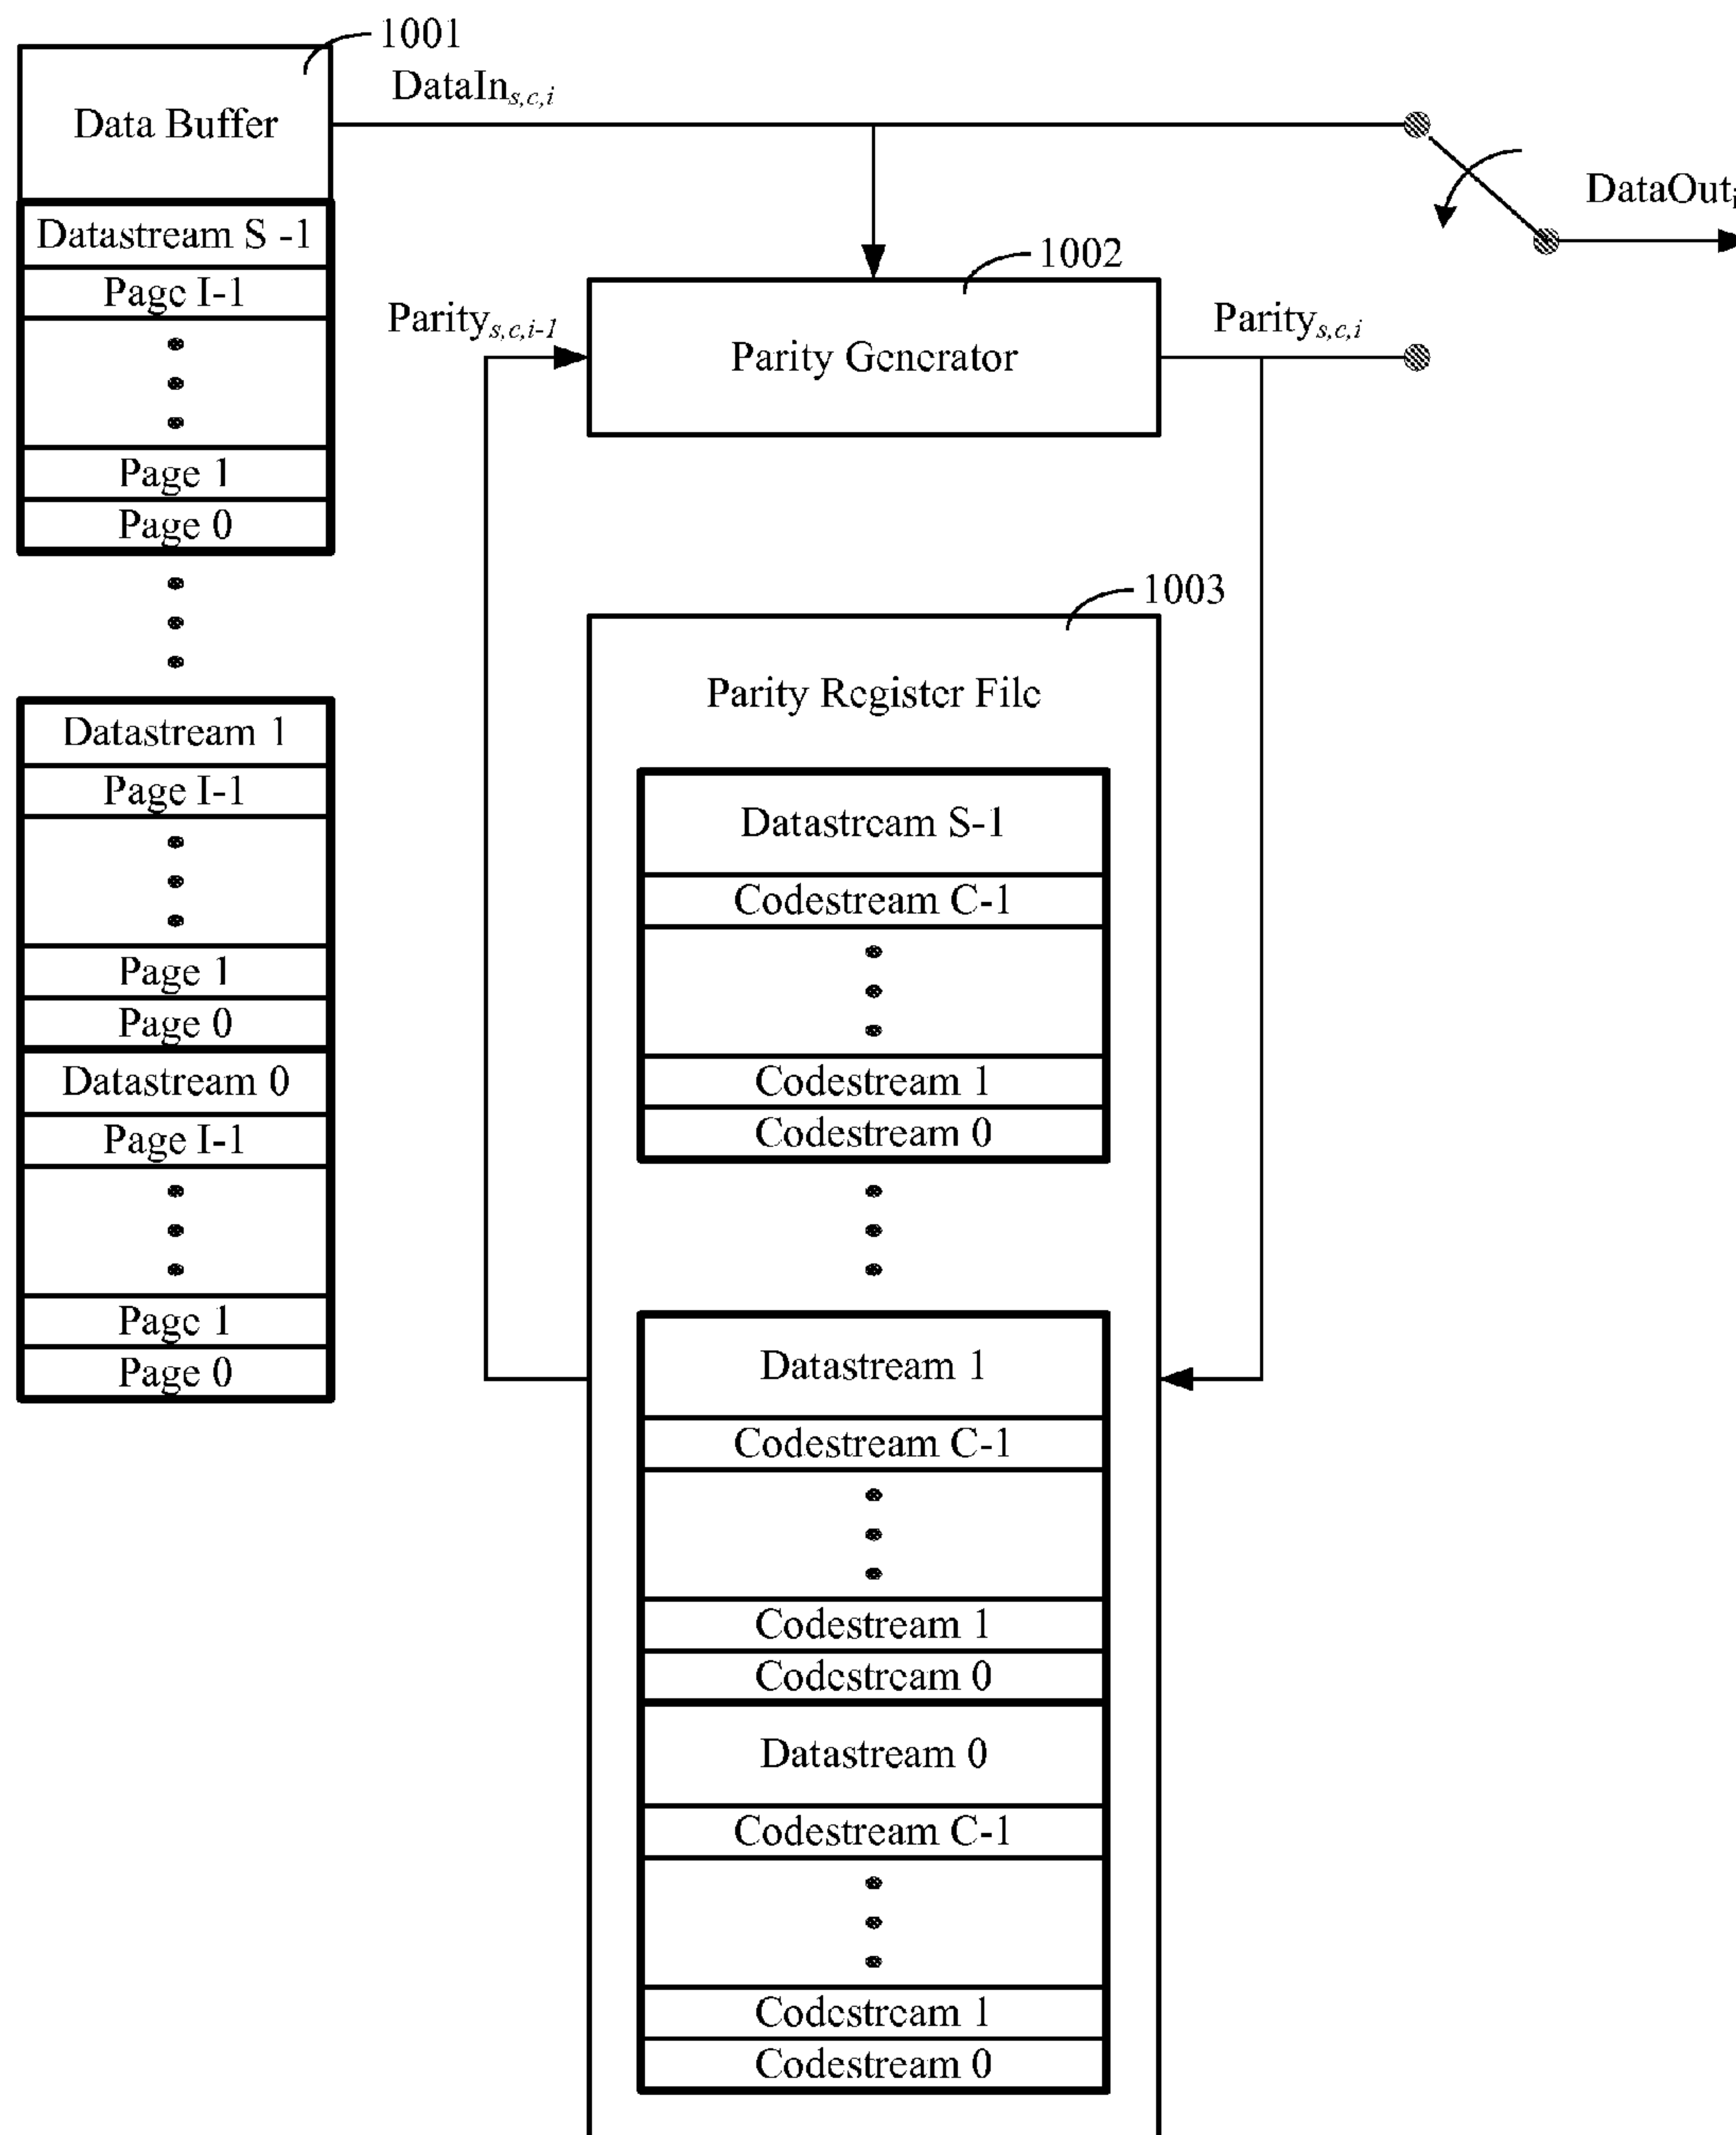 1001
DataIn s,c,i
Data Buffer
DataOut i
Datastream S -1
Page I-1
Page 1
Page 0
Datastream 1
Page I-1
Page 1
Page 0
Datastream 0
Page I-1
Page 1
Page 0
1002
Parity s,c,i-1
Parity Generator
Parity s,c,i
1003
Parity Register File
Datastream S-1
Codestream C-1
Codestream 1
Codestream 0
Datastream 1
Codestream C-1
Codestream 1
Codestream 0
Datastream 0
Codestream C-1
Codestream 1
Codestream 0